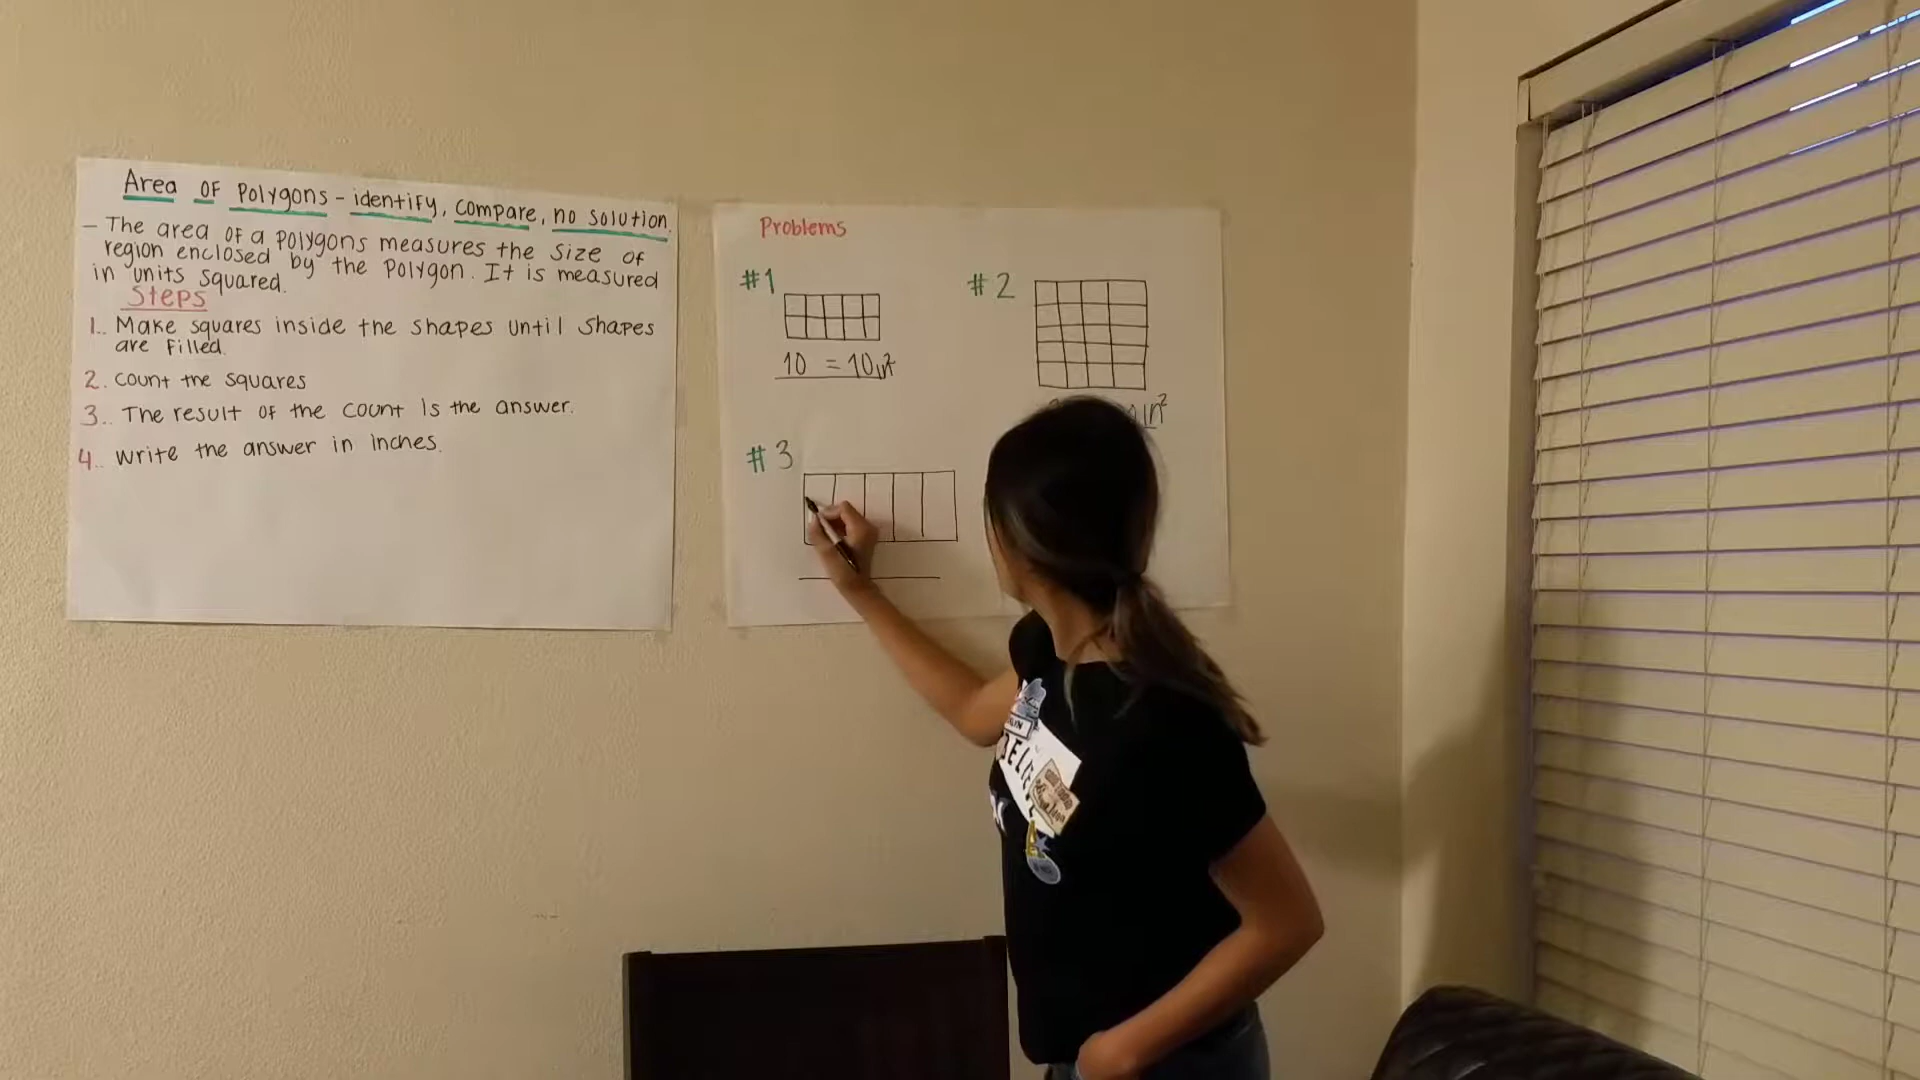 Area of Polygons - identify, compare, no solution.
- The area of a polygons measures the size of
region enclosed by the polygon. It is measured
in units squared.
Steps
1.. Make squares inside the shapes until shapes
are filled.
2. count the squares
3.. The result of the count is the answer.
4.. Write the answer in inches.
Problems
#1
10 = 10in²
#2
in²
#3